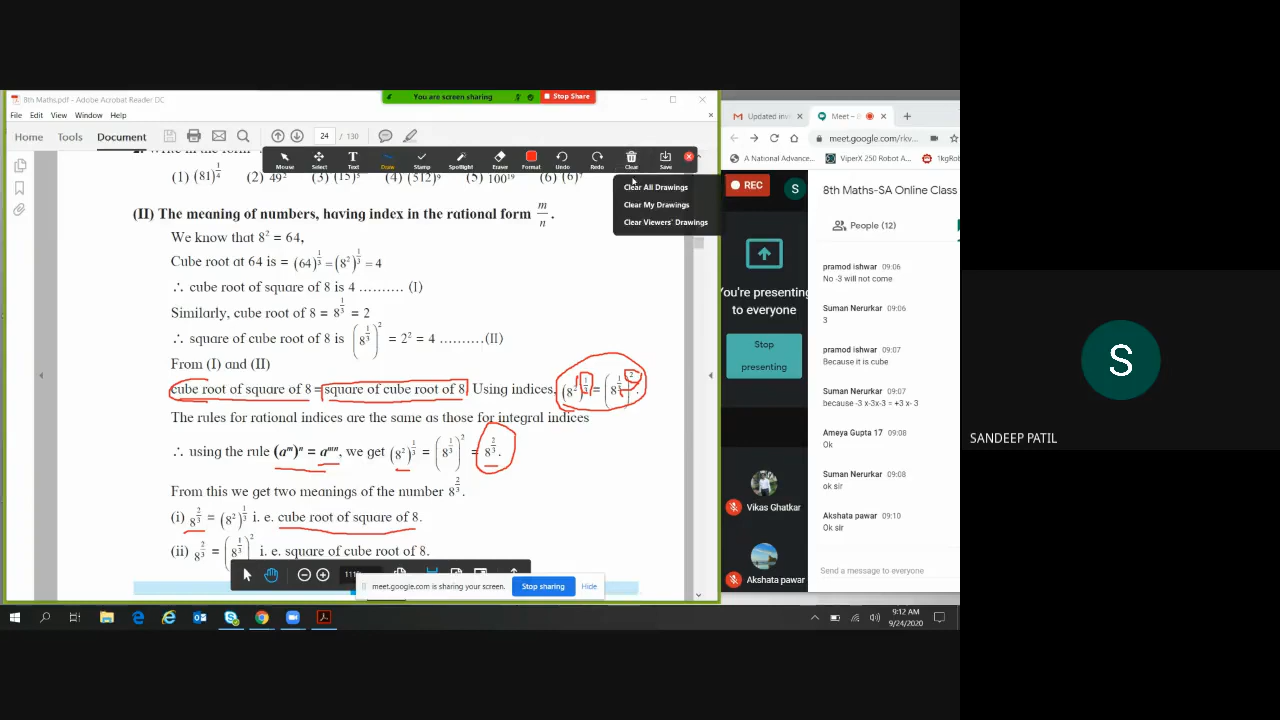 8th Maths.pdf - Adobe Acrobat Reader DC
You are screen sharing
Stop Share
File Edit View Window Help
Home Tools Document 24 / 130
Mouse Select Text Draw Stamp Spotlight Eraser Format Undo Redo Clear Save
Clear All Drawings
Clear My Drawings
Clear Viewers' Drawings
(1) (81)^{1/4} (2) 49^2 (3) (15)^5 (4) (512)^9 (5) 100^{19} (6) (6)^7
(II) The meaning of numbers, having index in the rational form m/n .
We know that 8² = 64,
Cube root at 64 is = (64)^{1/3} = (8²)^{1/3} = 4
∴ cube root of square of 8 is 4 .......... (I)
Similarly, cube root of 8 = 8^{1/3} = 2
∴ square of cube root of 8 is (8^{1/3})² = 2² = 4 ..........(II)
From (I) and (II)
cube root of square of 8 = square of cube root of 8. Using indices, (8²)^{1/3} = (8^{1/3})².
The rules for rational indices are the same as those for integral indices
∴ using the rule (a^m)^n = a^{mn}, we get (8²)^{1/3} = (8^{1/3})² = 8^{2/3}.
From this we get two meanings of the number 8^{2/3}.
(i) 8^{2/3} = (8²)^{1/3} i. e. cube root of square of 8.
(ii) 8^{2/3} = (8^{1/3})² i. e. square of cube root of 8.
meet.google.com is sharing your screen. Stop sharing Hide
Updated invi
Meet –
meet.google.com/rkv
A National Advance... ViperX 250 Robot A... 1kgRob
REC S 8th Maths-SA Online Class
People (12)
You're presenting
to everyone
Stop
presenting
pramod ishwar 09:06
No -3 will not come
Suman Nerurkar 09:06
3
pramod ishwar 09:07
Because it is cube
Suman Nerurkar 09:07
because -3 x-3x-3 = +3 x- 3
Ameya Gupta 17 09:08
Ok
Suman Nerurkar 09:08
ok sir
Akshata pawar 09:10
Ok sir
Send a message to everyone
Vikas Ghatkar
Akshata pawar
9:12 AM
9/24/2020
S
SANDEEP PATIL